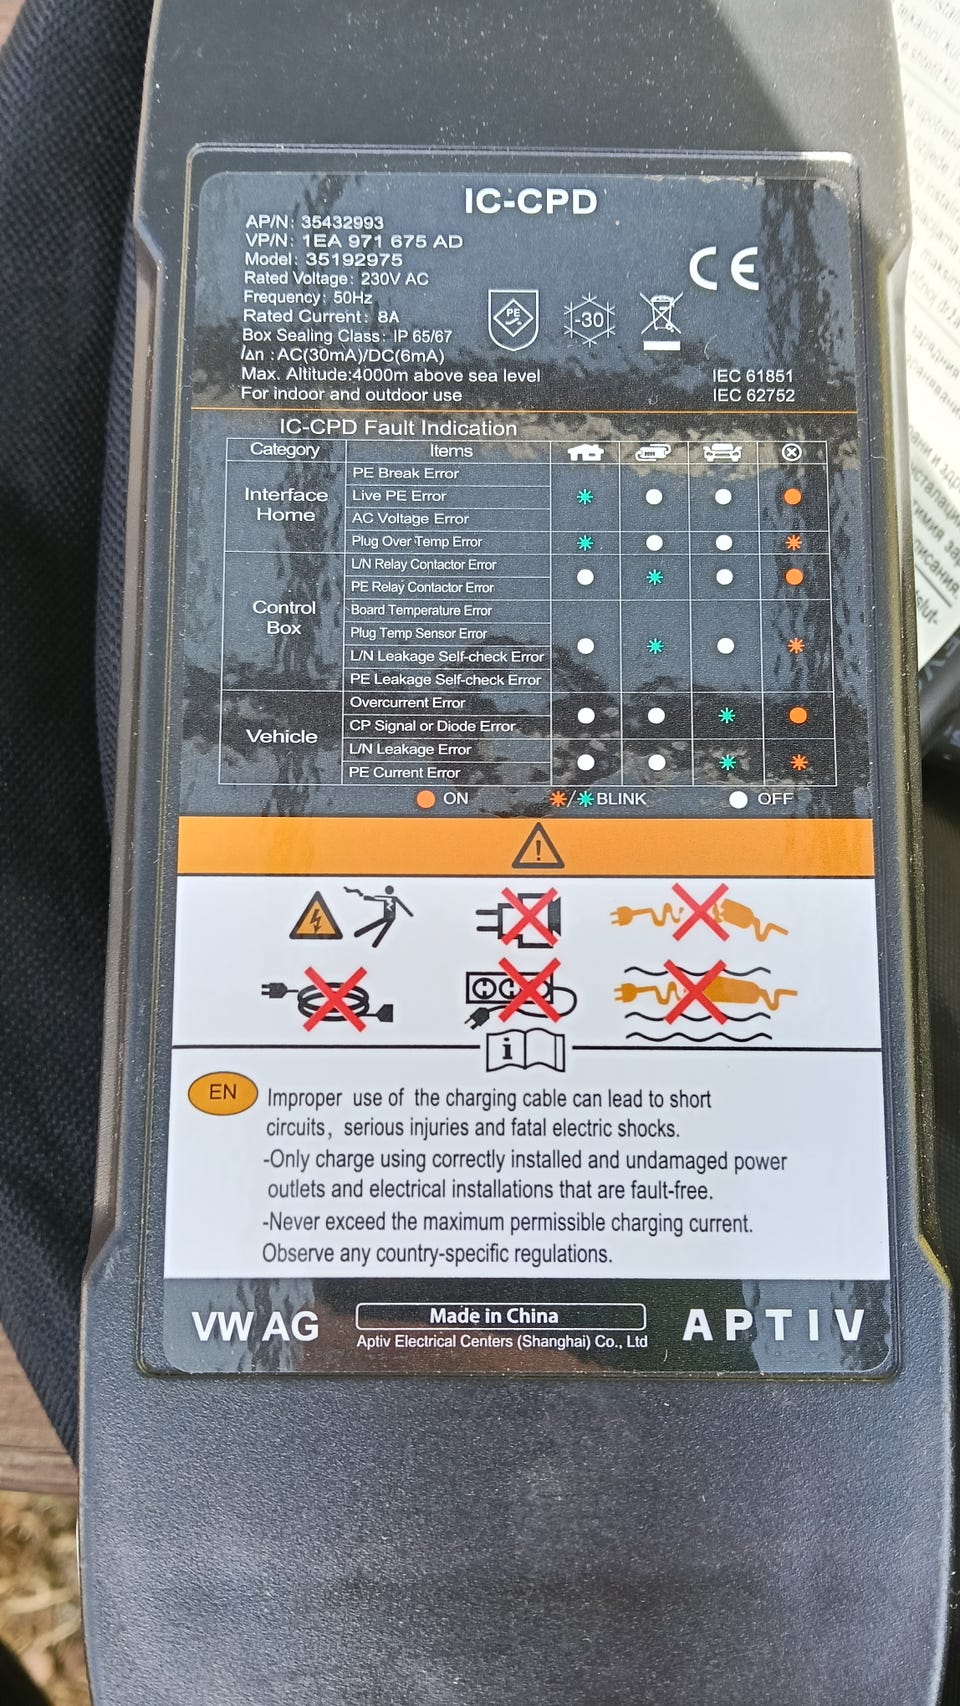 IC-CPD
AP/N: 35432993
VP/N: 1EA 971 675 AD
Model: 35192975
Rated Voltage: 230V AC
Frequency: 50Hz
Rated Current: 8A
Box Sealing Class: IP 65/67
I∆n :AC(30mA)/DC(6mA)
Max. Altitude:4000m above sea level
For indoor and outdoor use
CE
PE
-30
IEC 61851
IEC 62752
IC-CPD Fault Indication
Category Items
Interface Home
PE Break Error
Live PE Error
AC Voltage Error
Plug Over Temp Error
Control Box
L/N Relay Contactor Error
PE Relay Contactor Error
Board Temperature Error
Plug Temp Sensor Error
L/N Leakage Self-check Error
PE Leakage Self-check Error
Vehicle
Overcurrent Error
CP Signal or Diode Error
L/N Leakage Error
PE Current Error
ON / BLINK OFF
EN
Improper use of the charging cable can lead to short
circuits, serious injuries and fatal electric shocks.
-Only charge using correctly installed and undamaged power
outlets and electrical installations that are fault-free.
-Never exceed the maximum permissible charging current.
Observe any country-specific regulations.
VW AG
Made in China
Aptiv Electrical Centers (Shanghai) Co., Ltd
APTIV